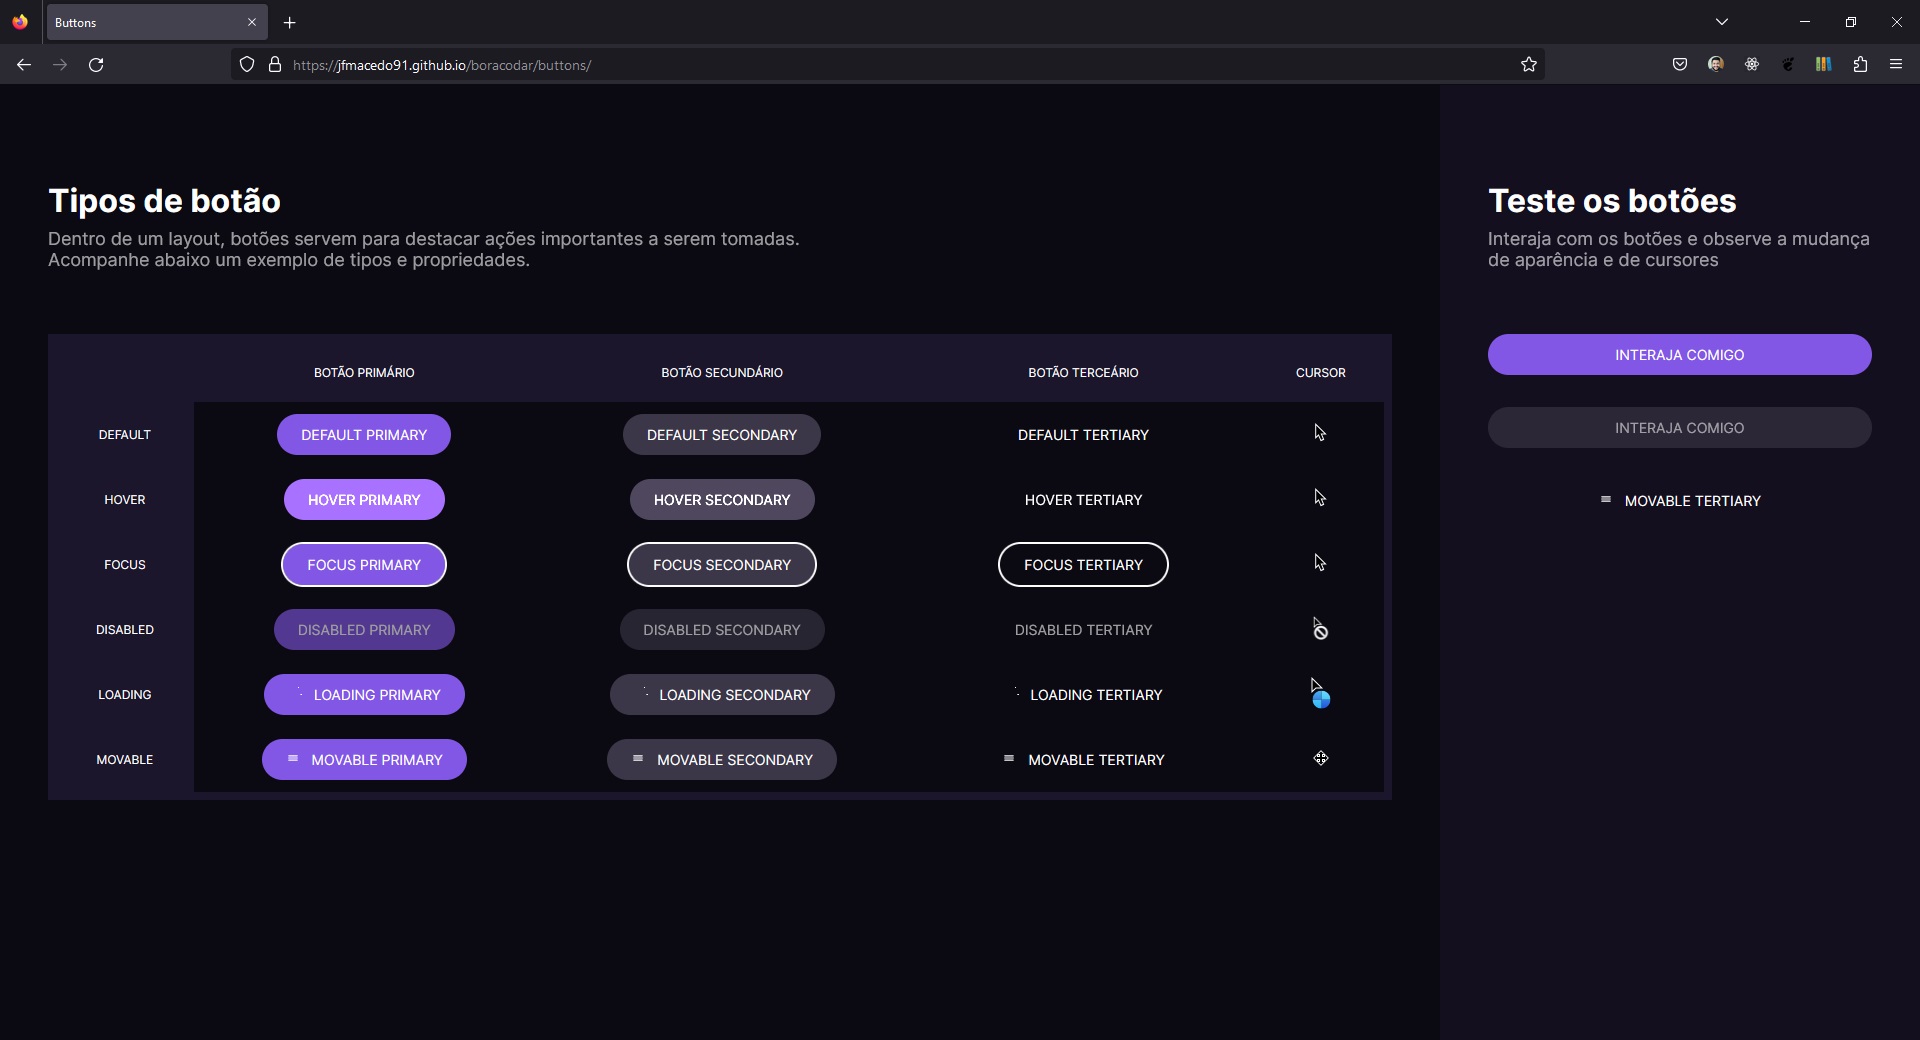 Buttons
https://jfmacedo91.github.io/boracodar/buttons/
Tipos de botão
Dentro de um layout, botões servem para destacar ações importantes a serem tomadas.
Acompanhe abaixo um exemplo de tipos e propriedades.
BOTÃO PRIMÁRIO BOTÃO SECUNDÁRIO BOTÃO TERCEÁRIO CURSOR
DEFAULT DEFAULT PRIMARY DEFAULT SECONDARY DEFAULT TERTIARY
HOVER HOVER PRIMARY HOVER SECONDARY HOVER TERTIARY
FOCUS FOCUS PRIMARY FOCUS SECONDARY FOCUS TERTIARY
DISABLED DISABLED PRIMARY DISABLED SECONDARY DISABLED TERTIARY
LOADING LOADING PRIMARY LOADING SECONDARY LOADING TERTIARY
MOVABLE MOVABLE PRIMARY MOVABLE SECONDARY MOVABLE TERTIARY
Teste os botões
Interaja com os botões e observe a mudança
de aparência e de cursores
INTERAJA COMIGO
INTERAJA COMIGO
MOVABLE TERTIARY